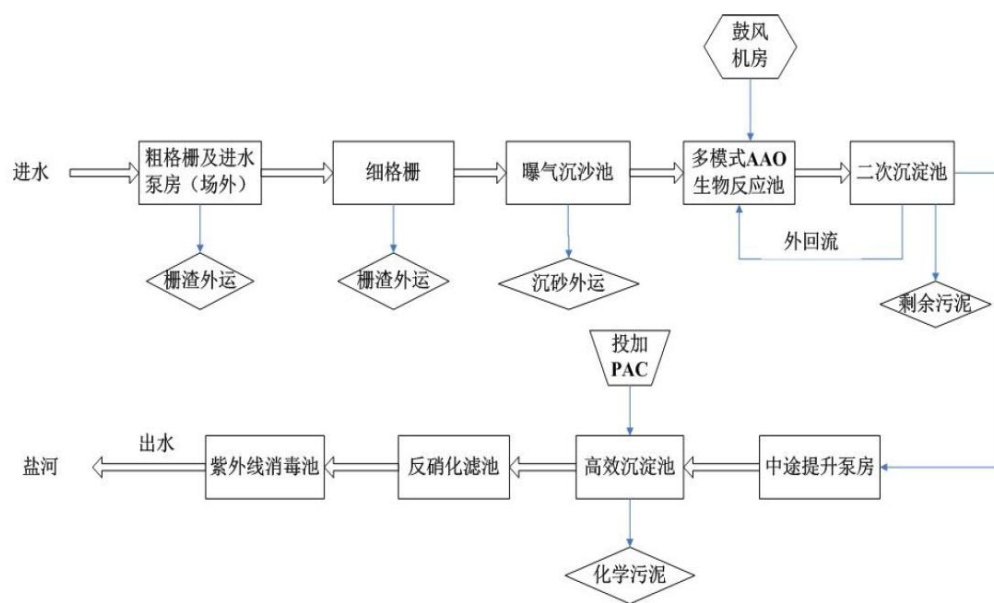 鼓风
机房
进水
粗格栅及进水
泵房（场外）
细格栅
曝气沉沙池
多模式AAO
生物反应池
二次沉淀池
外回流
栅渣外运
栅渣外运
沉砂外运
剩余污泥
投加
PAC
盐河
出水
紫外线消毒池
反硝化滤池
高效沉淀池
中途提升泵房
化学污泥